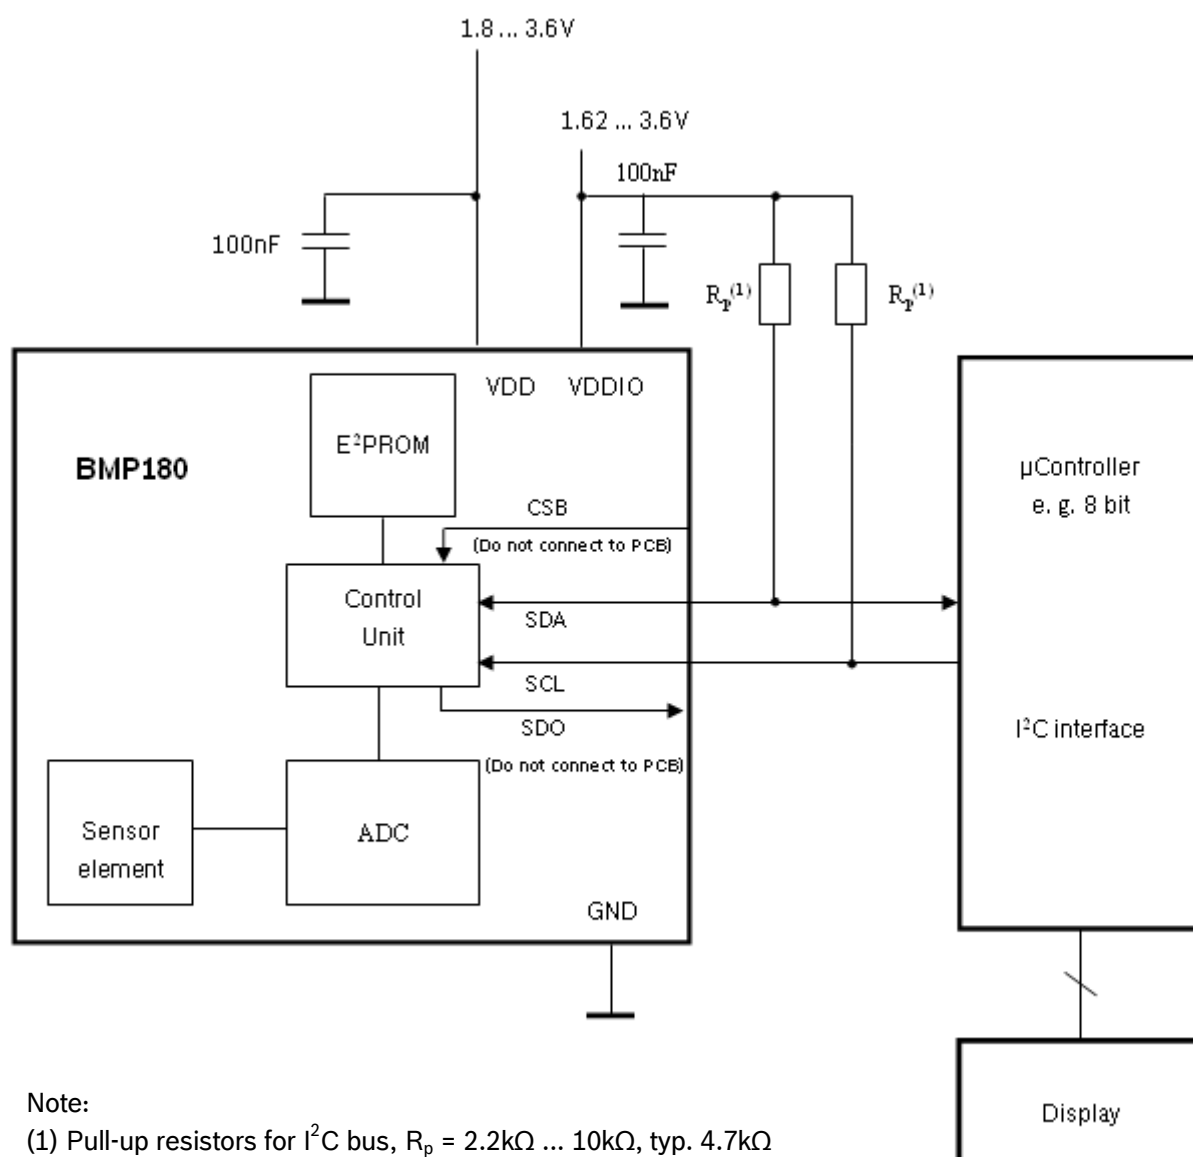 1.8 ... 3.6V
1.62 ... 3.6V
100nF
100nF
Rₚ⁽¹⁾
Rₚ⁽¹⁾
VDD
VDDIO
E²PROM
BMP180
µController
e. g. 8 bit
CSB
(Do not connect to PCB)
Control
Unit
SDA
SCL
SDO
(Do not connect to PCB)
I²C interface
Sensor
element
ADC
GND
Display
Note:
(1) Pull-up resistors for I²C bus, Rₚ = 2.2kΩ ... 10kΩ, typ. 4.7kΩ